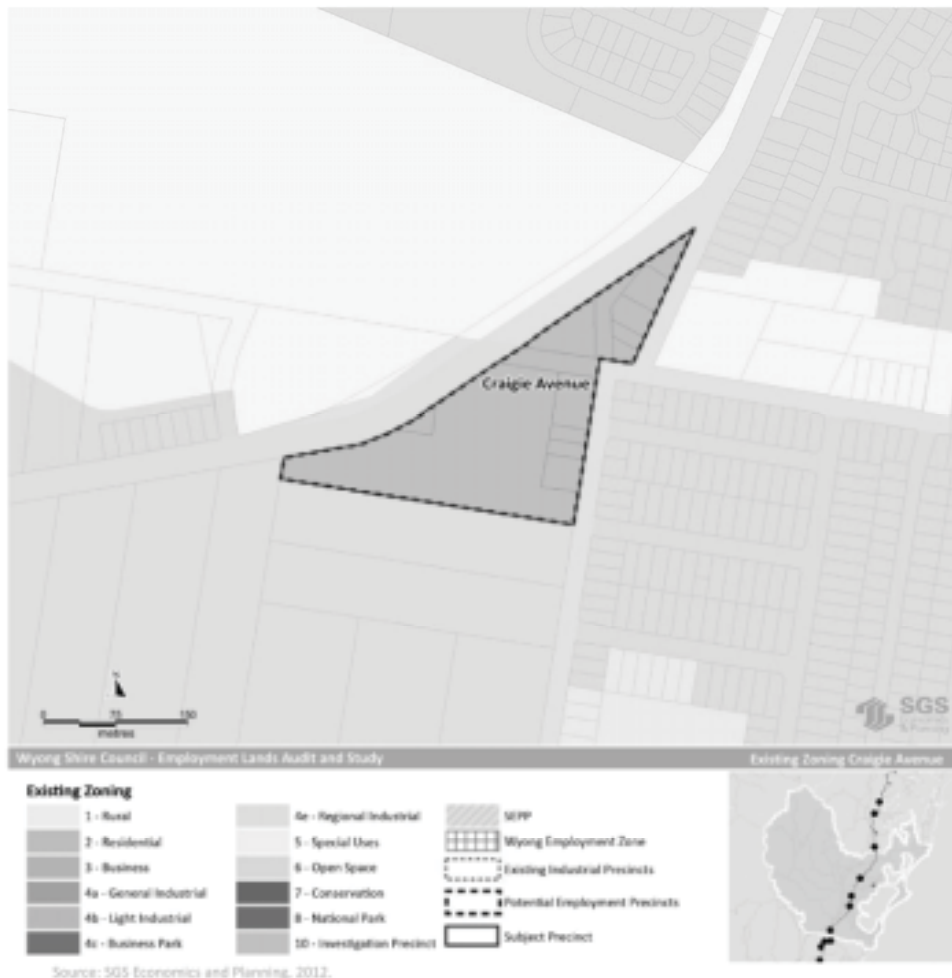 Craigie Avenue
N
0 75 150
metres
SGS
Wyong Shire Council - Employment Lands Audit and Study
Existing Zoning Craigie Avenue
Existing Zoning
1 - Rural
2 - Residential
3 - Business
4a - General Industrial
4b - Light Industrial
4c - Business Park
4e - Regional Industrial
5 - Special Uses
6 - Open Space
7 - Conservation
8 - National Park
10 - Investigation Precinct
SEPP
Wyong Employment Zone
Existing Industrial Precincts
Potential Employment Precincts
Subject Precinct
Source: SGS Economics and Planning, 2012.